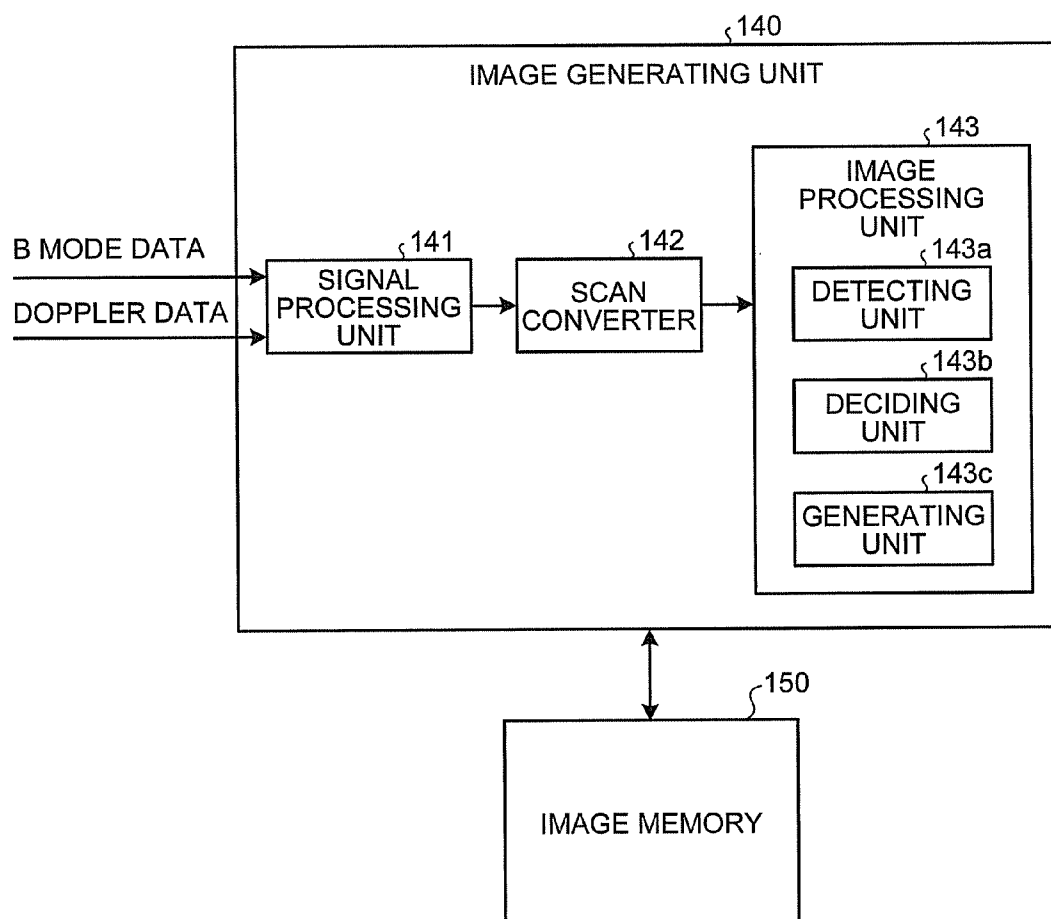 140
IMAGE GENERATING UNIT
143
IMAGE
PROCESSING
UNIT
B MODE DATA
DOPPLER DATA
141
SIGNAL
PROCESSING
UNIT
142
SCAN
CONVERTER
143a
DETECTING
UNIT
143b
DECIDING
UNIT
143c
GENERATING
UNIT
150
IMAGE MEMORY